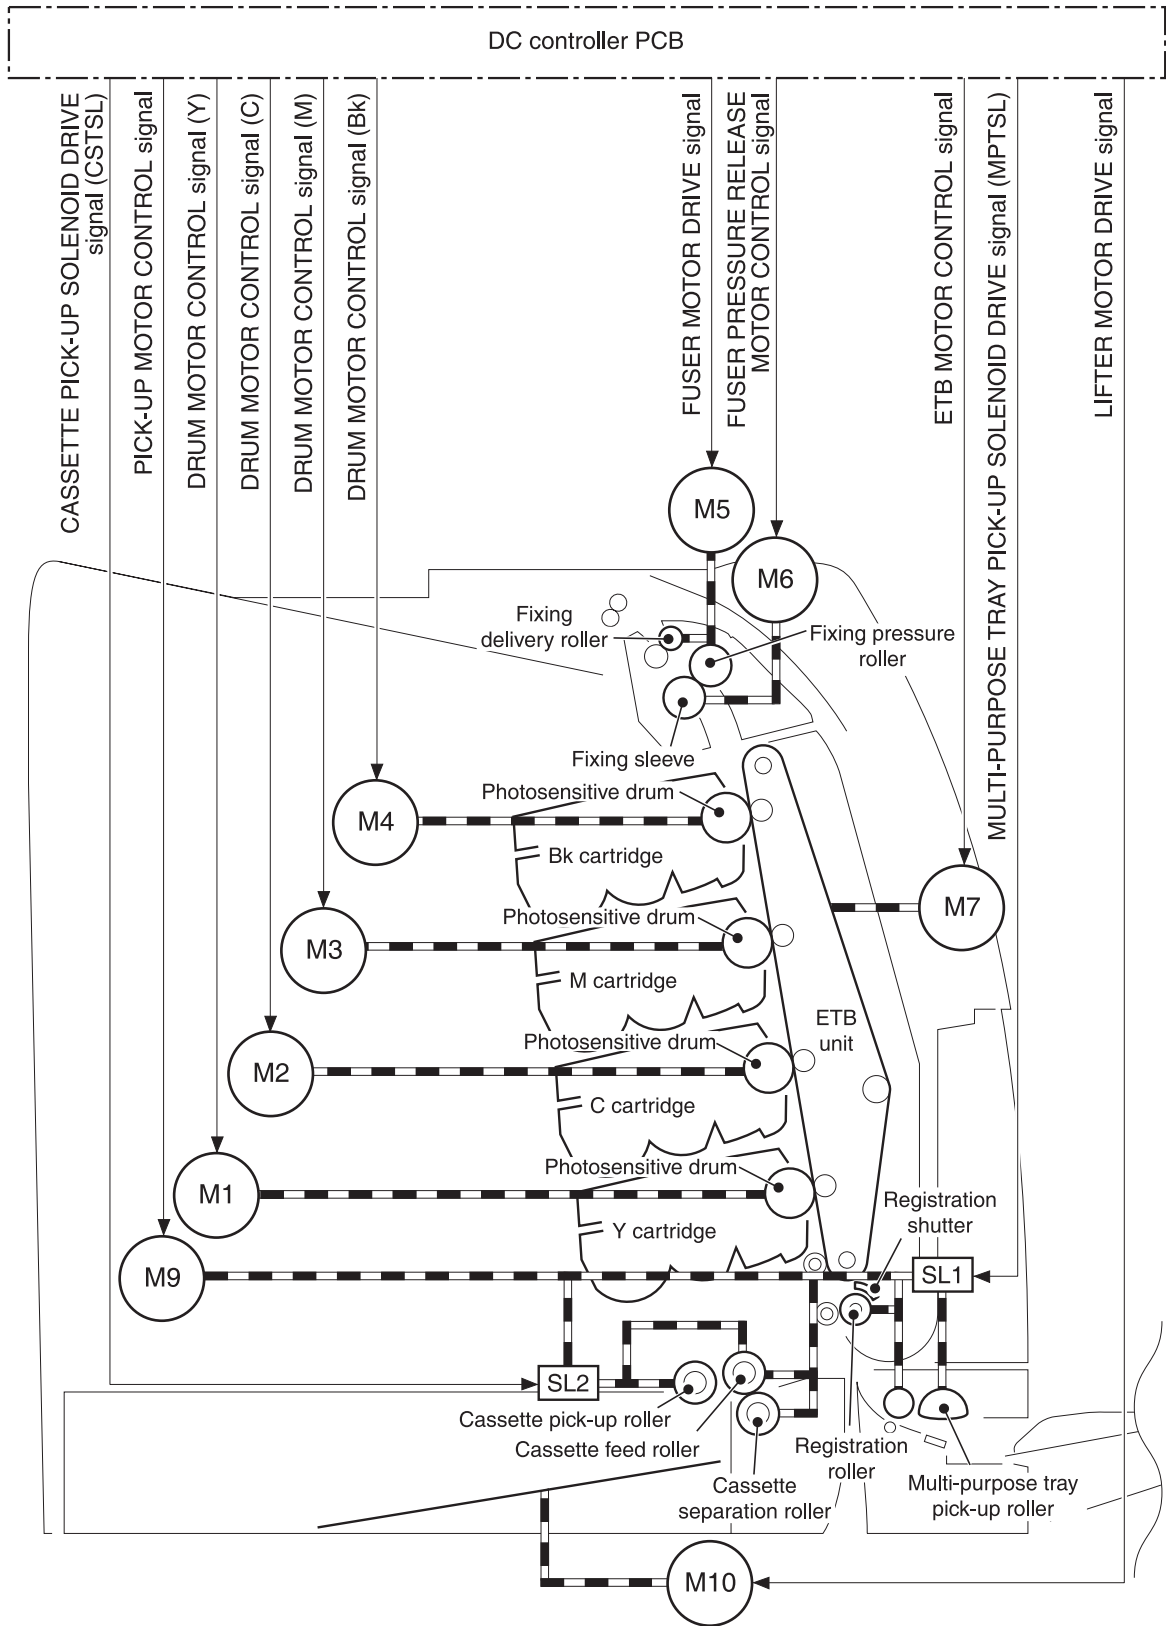 DC controller PCB
CASSETTE PICK-UP SOLENOID DRIVE
signal (CSTSL)
PICK-UP MOTOR CONTROL signal
DRUM MOTOR CONTROL signal (Y)
DRUM MOTOR CONTROL signal (C)
DRUM MOTOR CONTROL signal (M)
DRUM MOTOR CONTROL signal (Bk)
FUSER MOTOR DRIVE signal
FUSER PRESSURE RELEASE
MOTOR CONTROL signal
ETB MOTOR CONTROL signal
MULTI-PURPOSE TRAY PICK-UP SOLENOID DRIVE signal (MPTSL)
LIFTER MOTOR DRIVE signal
M5
M6
Fixing
delivery roller
Fixing pressure
roller
Fixing sleeve
Photosensitive drum
M4
Bk cartridge
M7
Photosensitive drum
M3
M cartridge
ETB
unit
Photosensitive drum
M2
C cartridge
Photosensitive drum
M1
Registration
shutter
Y cartridge
M9
SL1
SL2
Cassette pick-up roller
Cassette feed roller
Registration
roller
Cassette
separation roller
Multi-purpose tray
pick-up roller
M10